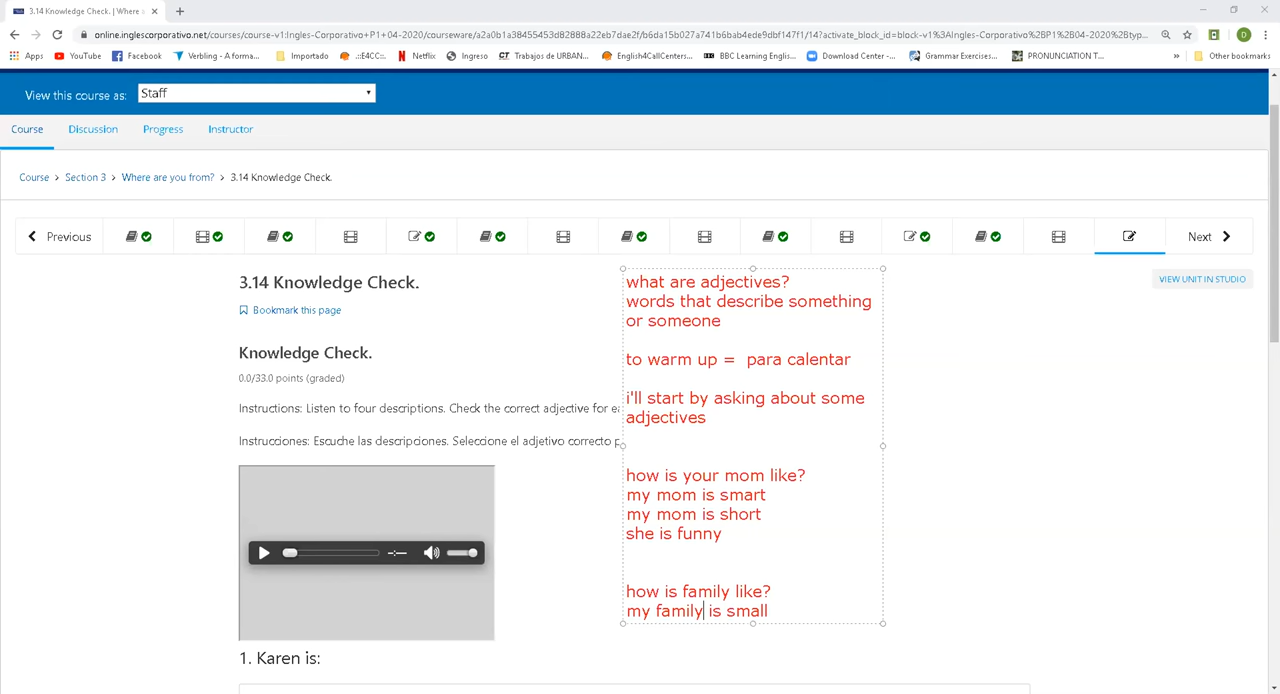 3.14 Knowledge Check. | Where
online.inglescorporativo.net/courses/course-v1:Ingles-Corporativo+P1+04-2020/courseware/a2a0b1a38455453d82888a22eb7dae2f/b6da15b027a741b6bab4ede9dbf147f1/14?activate_block_id=block-v1%3AIngles-Corporativo%2BP1%2B04-2020%2Btyp...
D
Apps YouTube Facebook Verbling - A forma... Importado .::E4CC::. Netflix Ingreso CT Trabajos de URBAN... English4CallCenters... BBC Learning Engli... Download Center -... Grammar Exercises... PRONUNCIATION T... » Other bookmarks
View this course as: Staff
Course Discussion Progress Instructor
Course > Section 3 > Where are you from? > 3.14 Knowledge Check.
Previous Next
VIEW UNIT IN STUDIO
3.14 Knowledge Check.
Bookmark this page
Knowledge Check.
0.0/33.0 points (graded)
Instructions: Listen to four descriptions. Check the correct adjective for
Instrucciones: Escuche las descripciones. Seleccione el adjetivo correcto
-:--
1. Karen is:
what are adjectives?
words that describe something
or someone
to warm up = para calentar
i'll start by asking about some
adjectives
how is your mom like?
my mom is smart
my mom is short
she is funny
how is family like?
my family is small